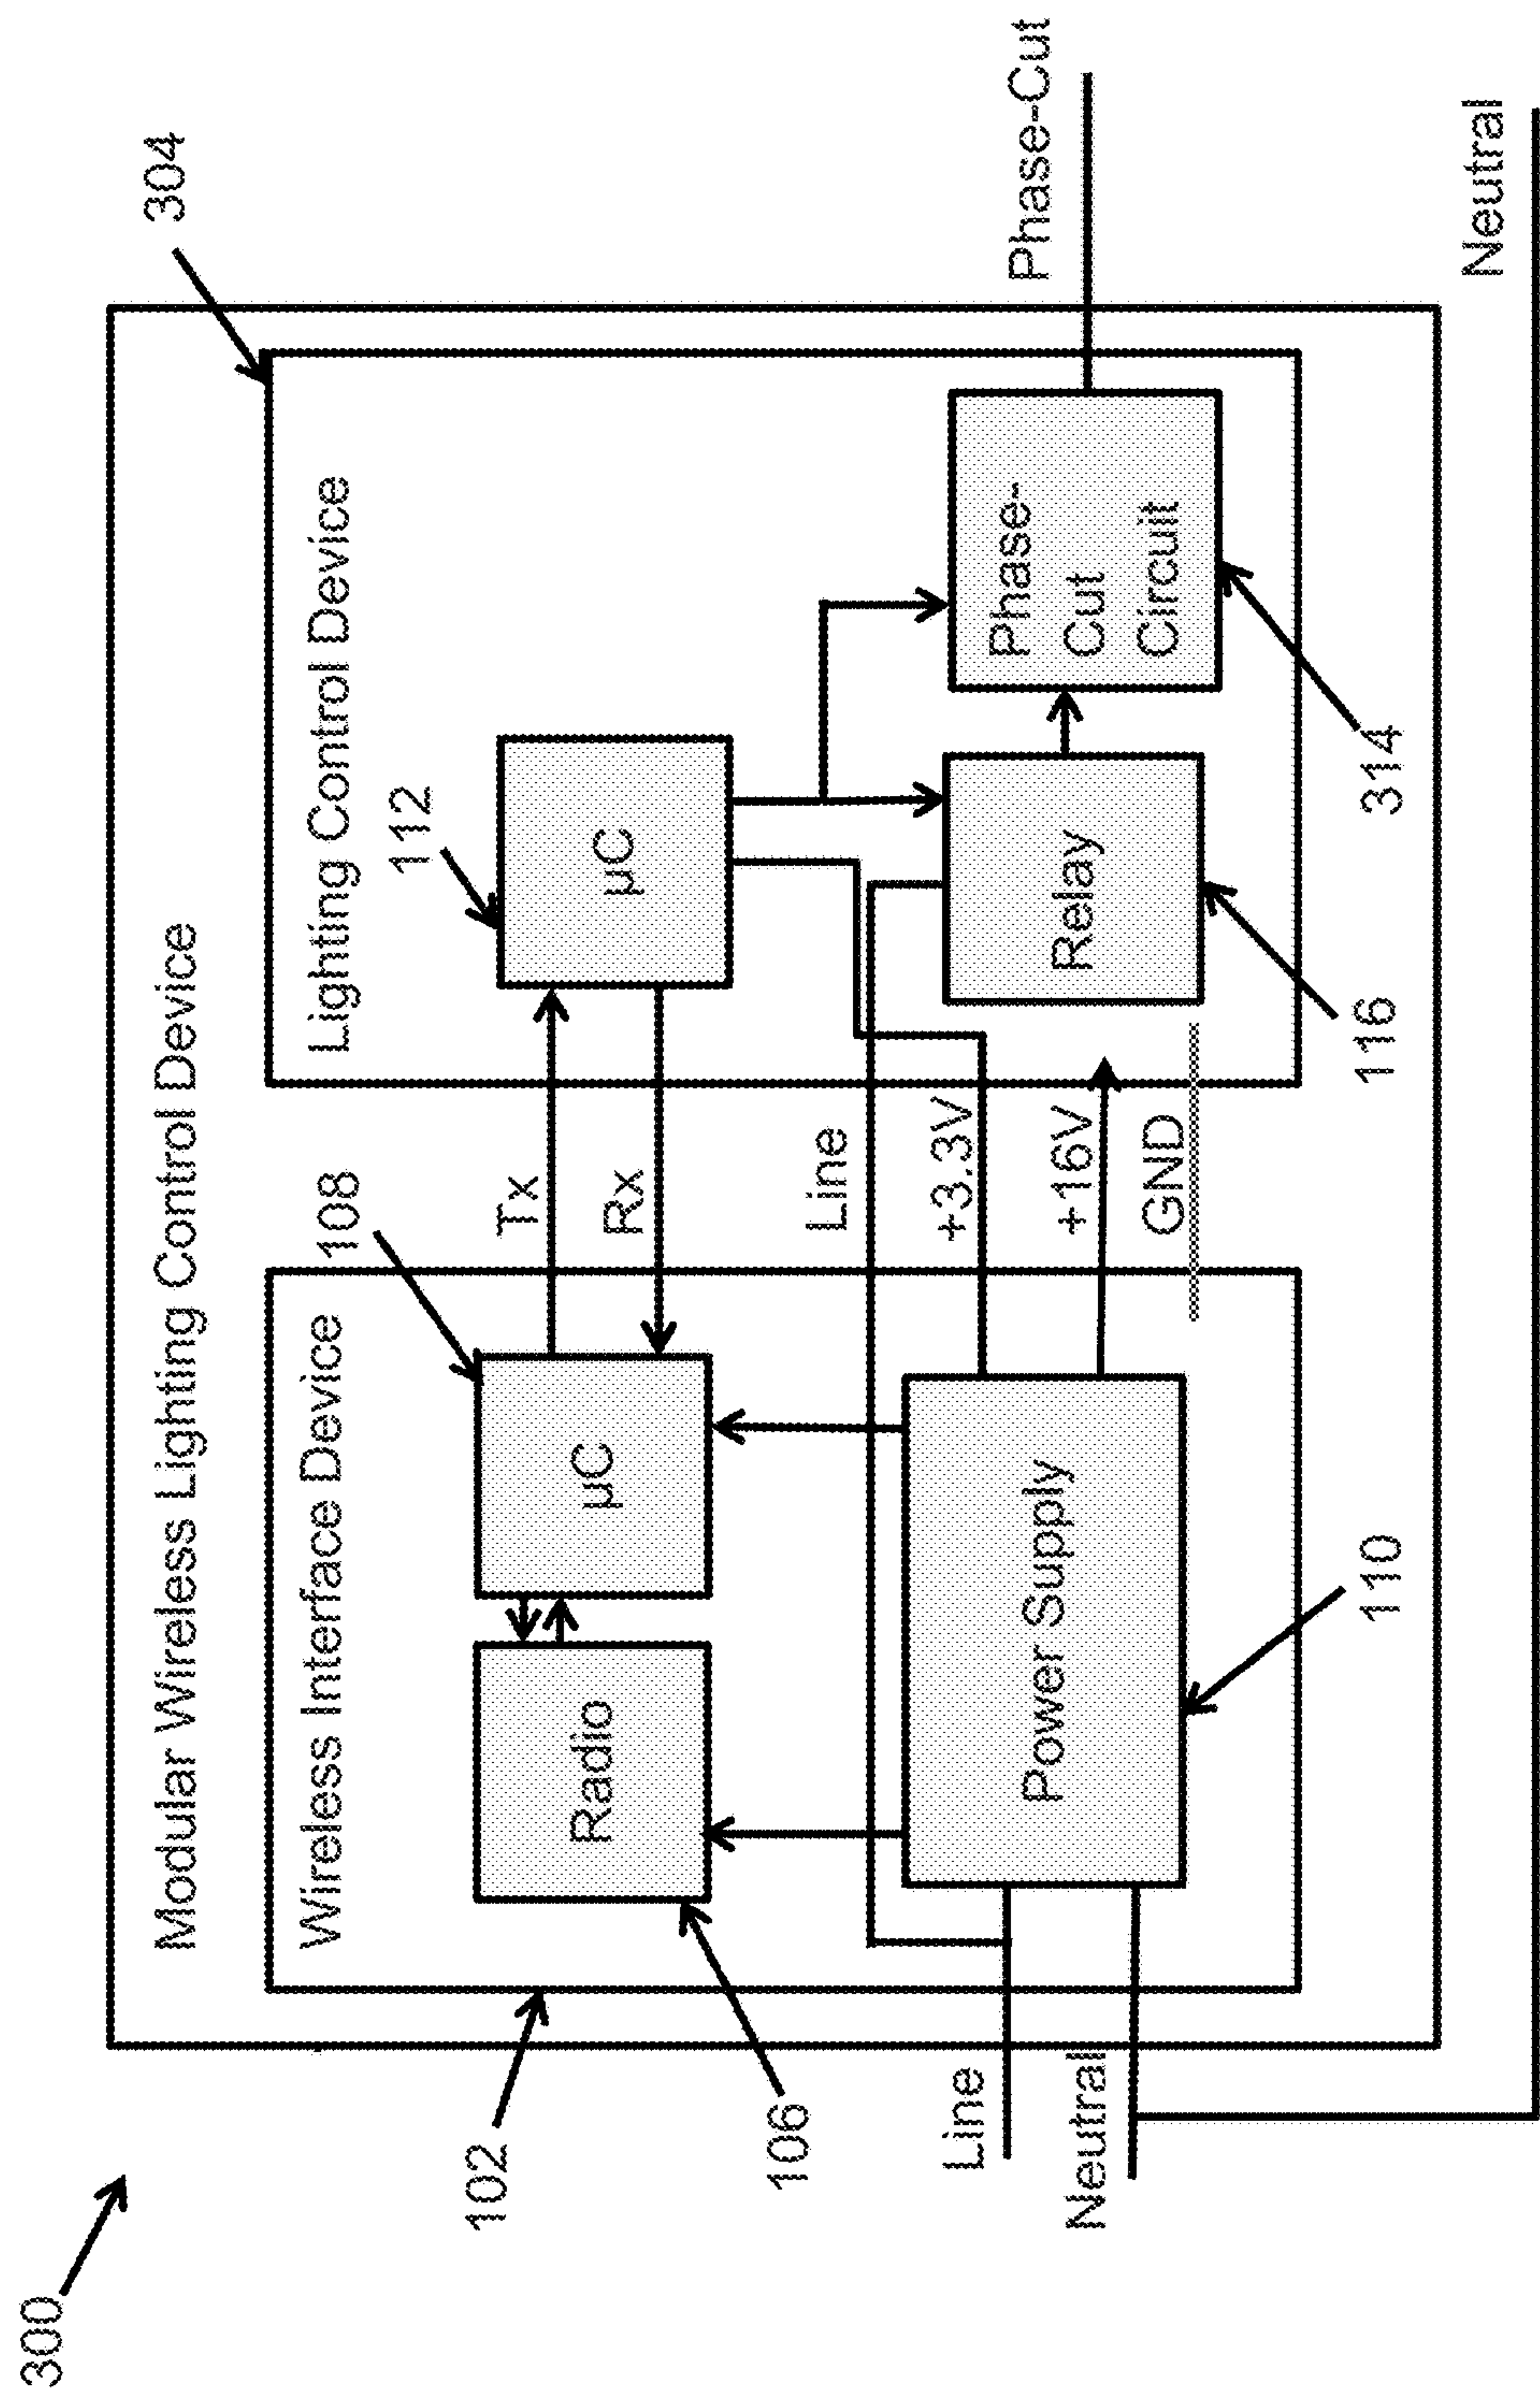 300
Modular Wireless Lighting Control Device
304
102
Wireless Interface Device
108
Lighting Control Device
112
106
Radio
µC
Tx
Rx
µC
Line
+3.3V
+16V
GND
Line
Neutral
Power Supply
110
Relay
116
Phase-
Cut
Circuit
314
Phase-Cut
Neutral